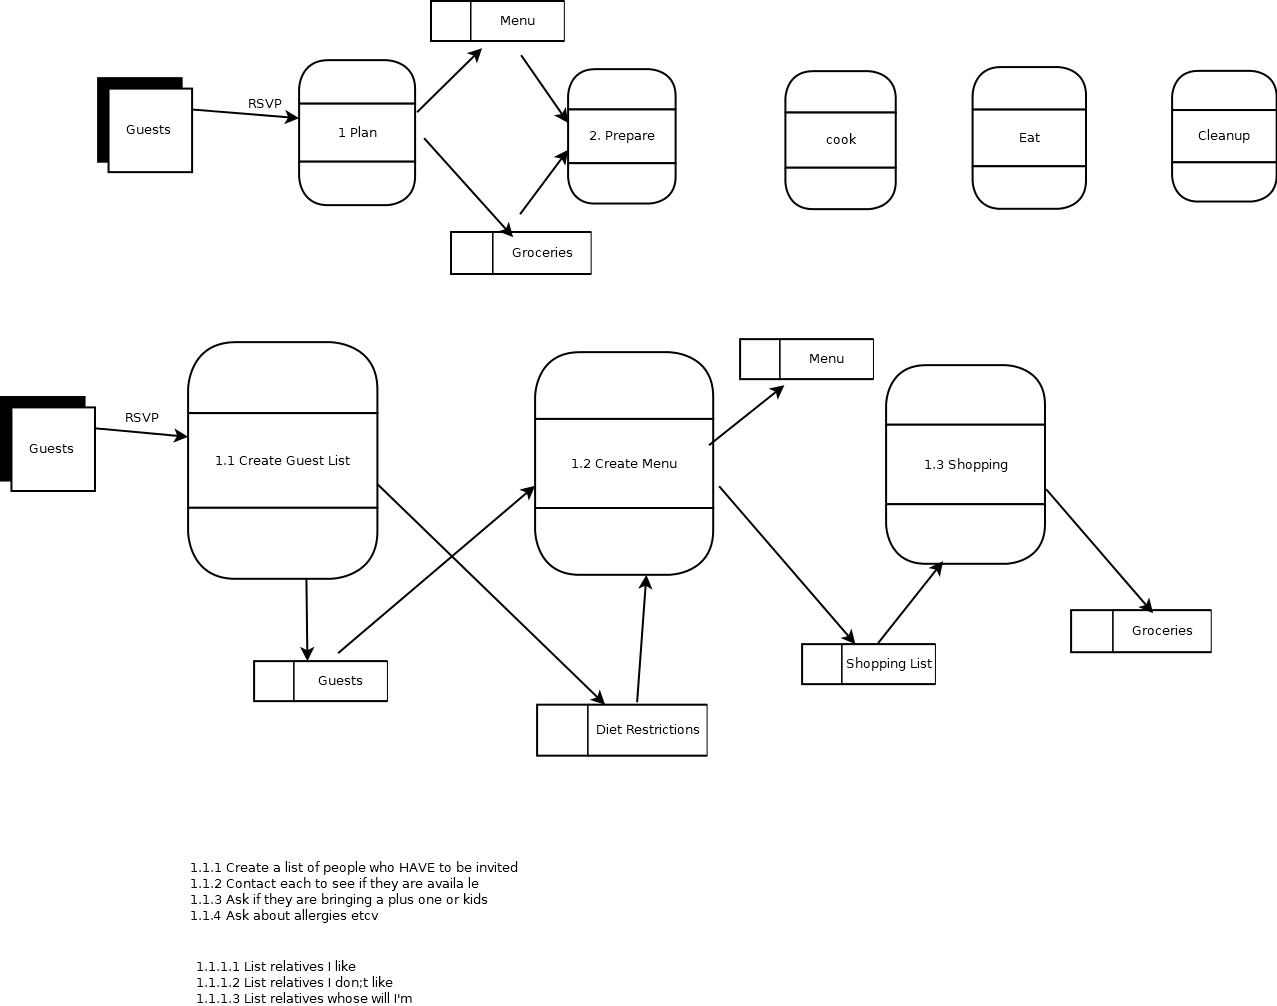 Menu
RSVP
Guests
1 Plan
2. Prepare
cook
Eat
Cleanup
Groceries
Menu
RSVP
Guests
1.1 Create Guest List
1.2 Create Menu
1.3 Shopping
Groceries
Shopping List
Guests
Diet Restrictions
1.1.1 Create a list of people who HAVE to be invited
1.1.2 Contact each to see if they are availa le
1.1.3 Ask if they are bringing a plus one or kids
1.1.4 Ask about allergies etcv
1.1.1.1 List relatives I like
1.1.1.2 List relatives I don;t like
1.1.1.3 List relatives whose will I'm